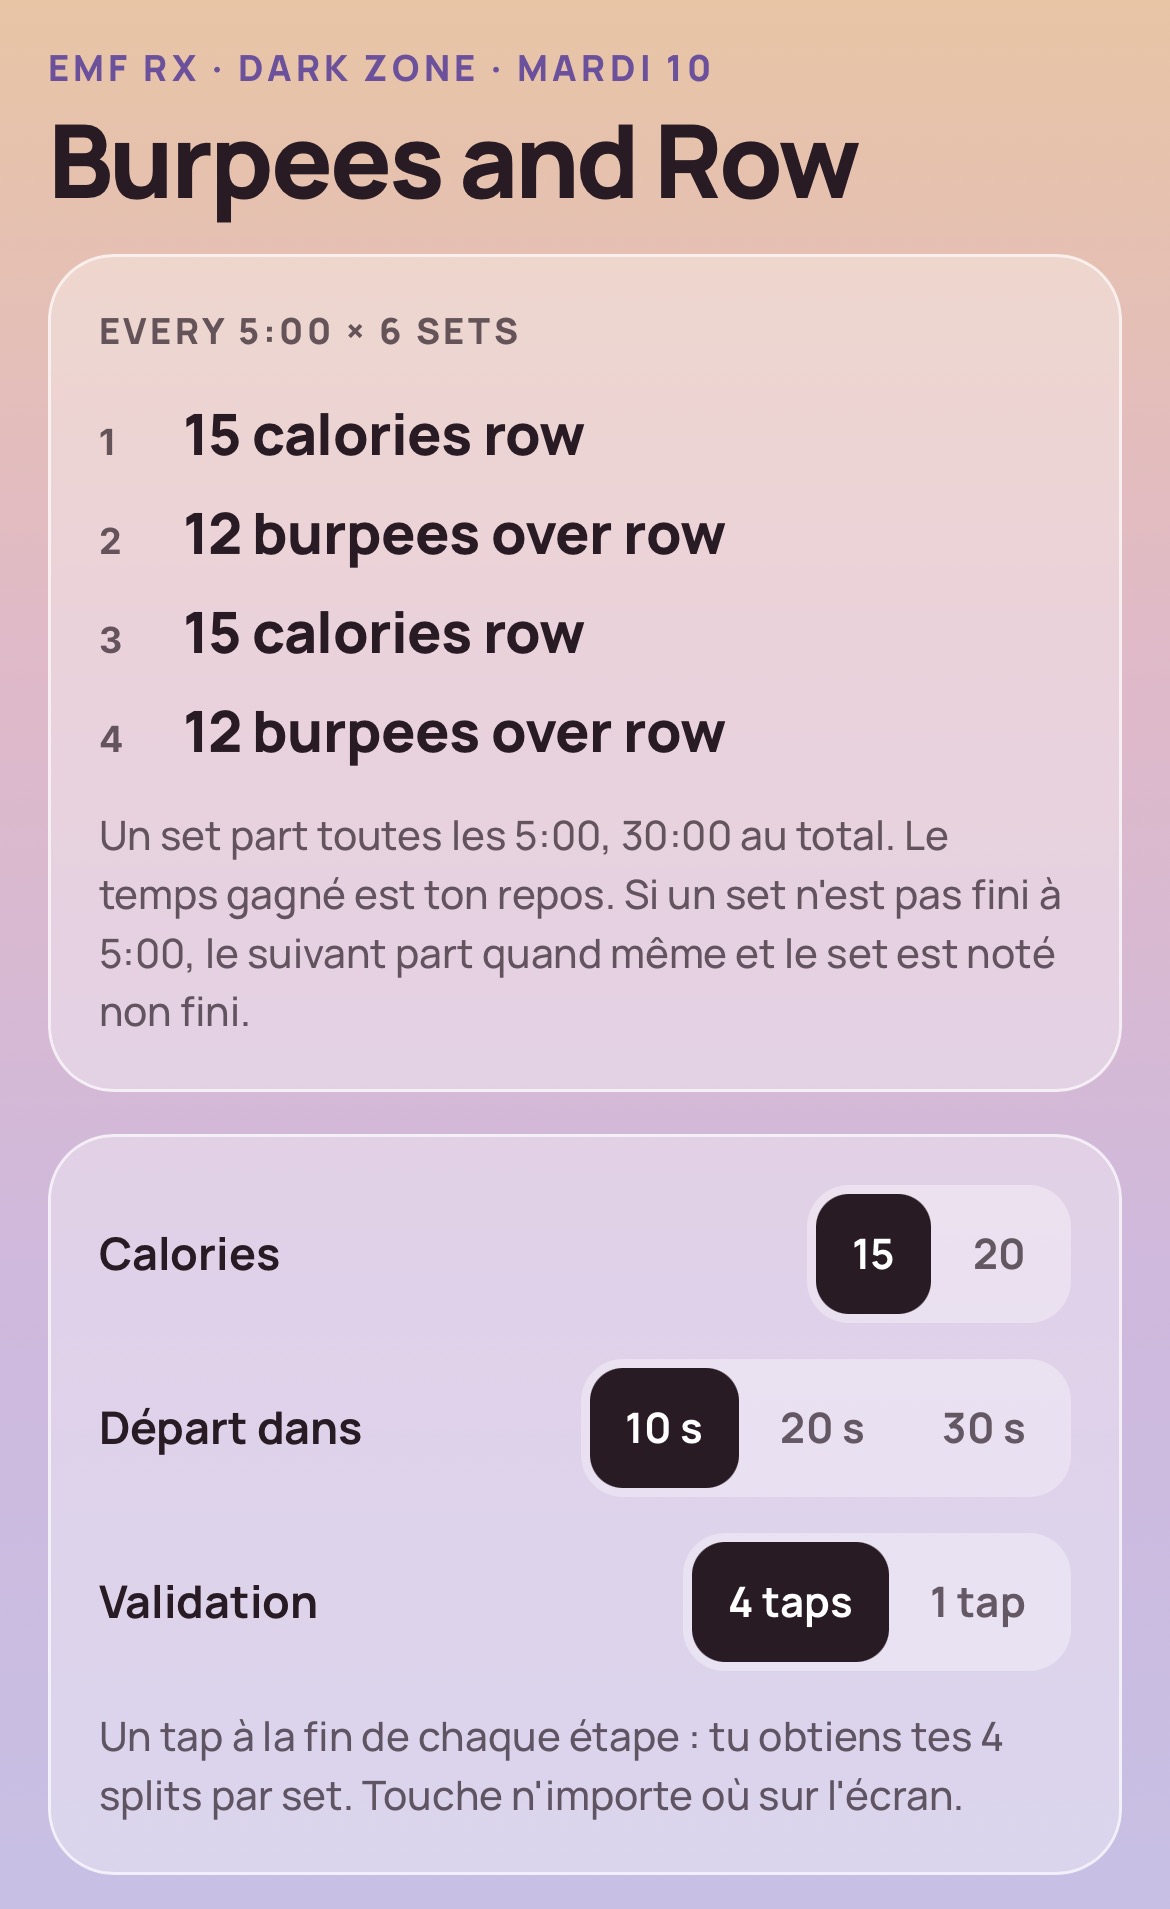 EMF RX · DARK ZONE · MARDI 10
Burpees and Row
EVERY 5:00 × 6 SETS
1 15 calories row
2 12 burpees over row
3 15 calories row
4 12 burpees over row
Un set part toutes les 5:00, 30:00 au total. Le
temps gagné est ton repos. Si un set n'est pas fini à
5:00, le suivant part quand même et le set est noté
non fini.
Calories 15 20
Départ dans 10 s 20 s 30 s
Validation 4 taps 1 tap
Un tap à la fin de chaque étape : tu obtiens tes 4
splits par set. Touche n'importe où sur l'écran.